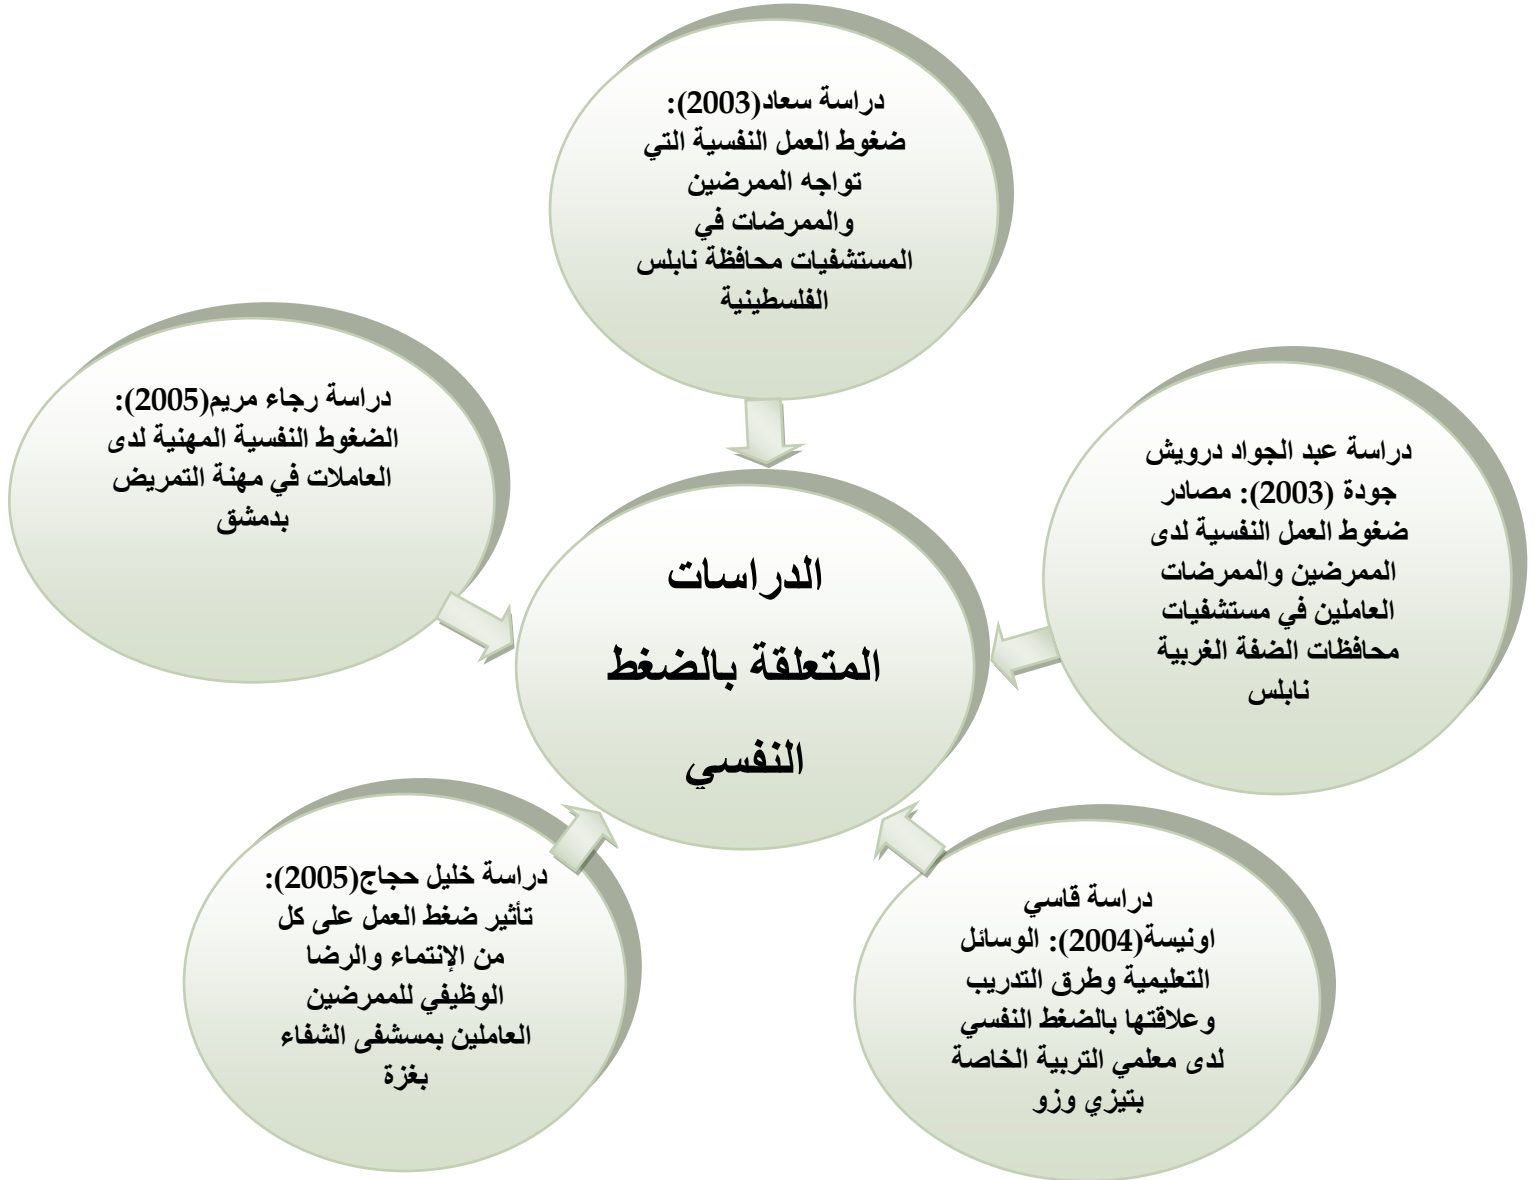 دراسة سعاد(2003):
ضغوط العمل النفسية التي
تواجه الممرضين
والممرضات في
المستشفيات محافظة نابلس
الفلسطينية
دراسة عبد الجواد درويش
جودة (2003): مصادر
ضغوط العمل النفسية لدى
الممرضين والممرضات
العاملين في مستشفيات
محافظات الضفة الغربية
نابلس
دراسة رجاء مريم(2005):
الضغوط النفسية المهنية لدى
العاملات في مهنة التمريض
بدمشق
الدراسات
المتعلقة بالضغط
النفسي
دراسة قاسي
اونيسة(2004): الوسائل
التعليمية وطرق التدريب
وعلاقتها بالضغط النفسي
لدى معلمي التربية الخاصة
بتيزي وزو
دراسة خليل حجاج(2005):
تأثير ضغط العمل على كل
من الإنتماء والرضا
الوظيفي للممرضين
العاملين بمسشفى الشفاء
بغزة